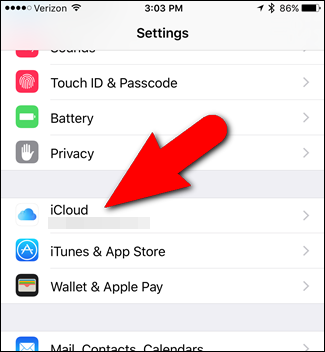 Verizon 3:03 PM 86%
Settings
Sounds
Touch ID & Passcode
Battery
Privacy
iCloud
iTunes & App Store
Wallet & Apple Pay
Mail, Contacts, Calendars